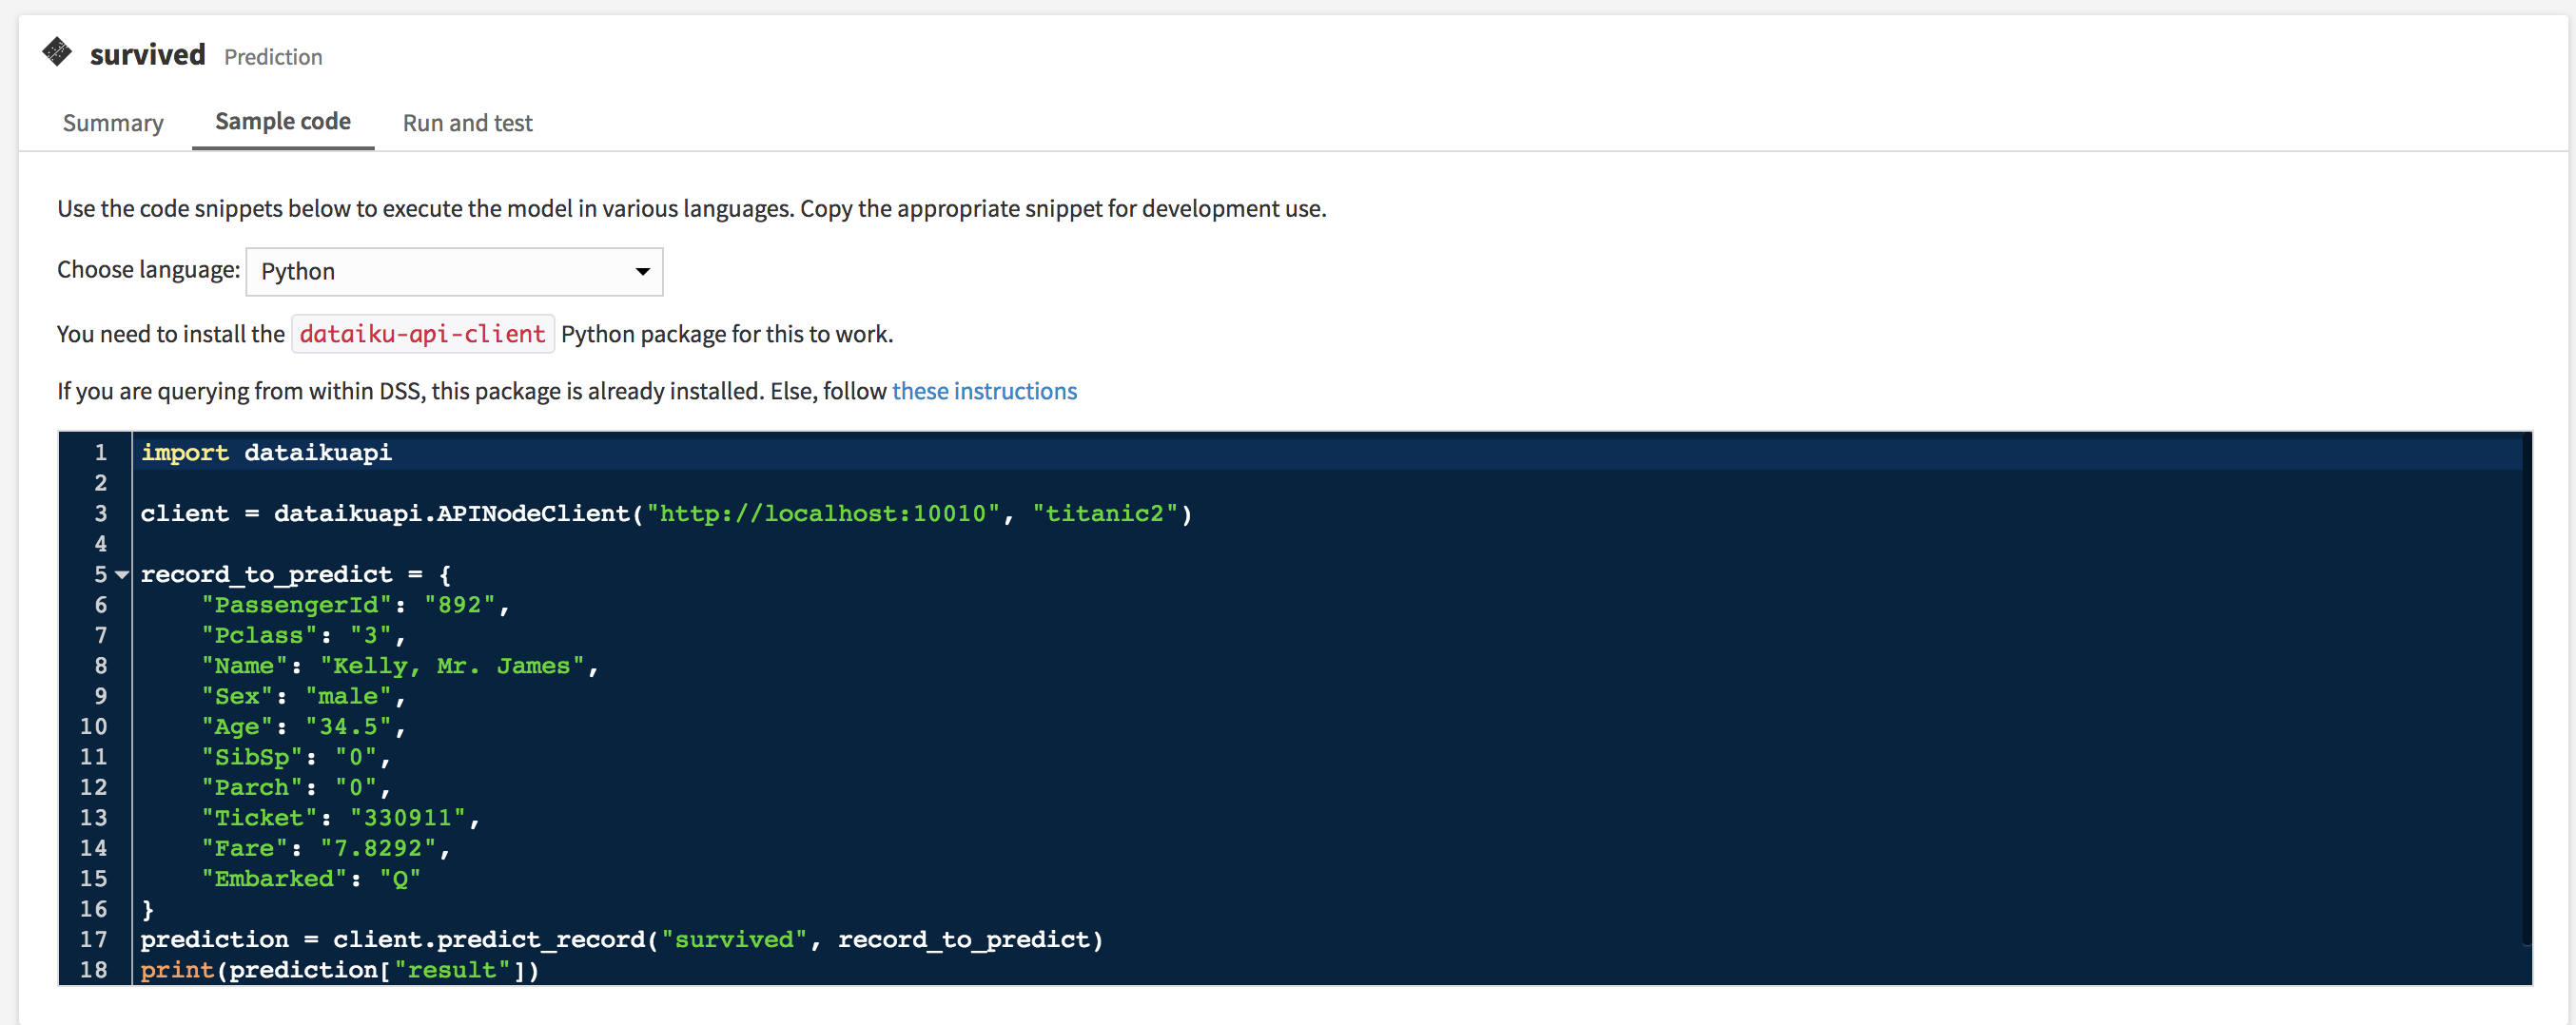 survived Prediction
Summary Sample code Run and test
Use the code snippets below to execute the model in various languages. Copy the appropriate snippet for development use.
Choose language: Python
You need to install the dataiku-api-client Python package for this to work.
If you are querying from within DSS, this package is already installed. Else, follow these instructions
1 import dataikuapi
2
3 client = dataikuapi.APINodeClient("http://localhost:10010", "titanic2")
4
5 record_to_predict = {
6     "PassengerId": "892",
7     "Pclass": "3",
8     "Name": "Kelly, Mr. James",
9     "Sex": "male",
10     "Age": "34.5",
11     "SibSp": "0",
12     "Parch": "0",
13     "Ticket": "330911",
14     "Fare": "7.8292",
15     "Embarked": "Q"
16 }
17 prediction = client.predict_record("survived", record_to_predict)
18 print(prediction["result"])